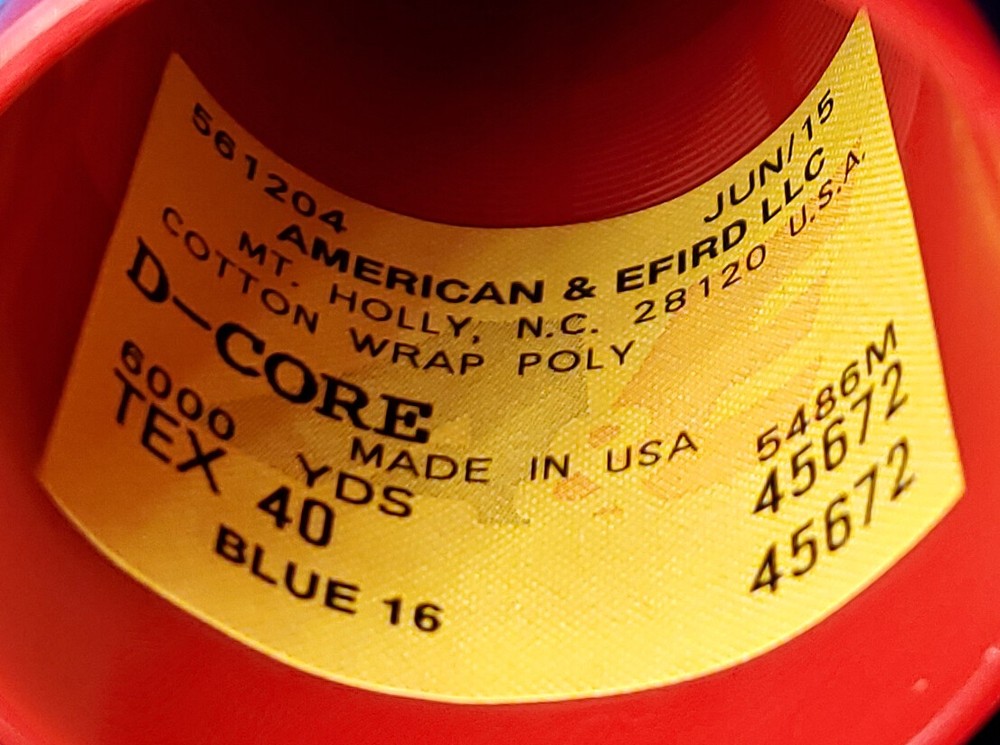 561204 JUN/15
AMERICAN & EFIRD LLC
MT. HOLLY, N.C. 28120 U.S.A.
COTTON WRAP POLY
D-CORE
MADE IN USA
6000 YDS 5486M
TEX 40 45672
BLUE 16 45672